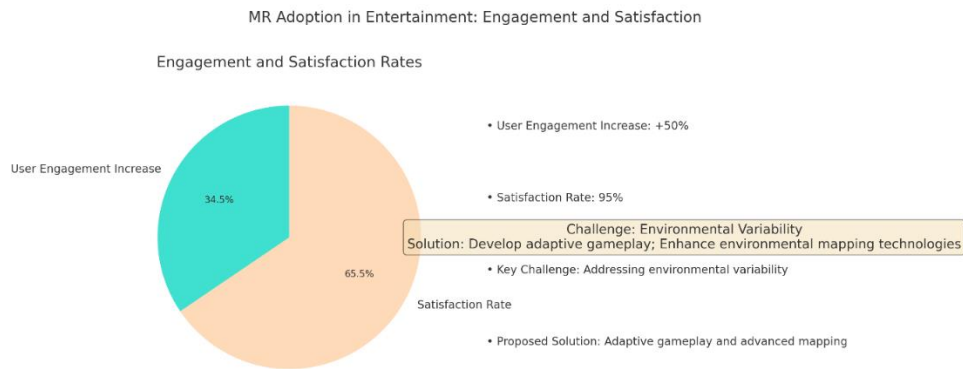 MR Adoption in Entertainment: Engagement and Satisfaction
Engagement and Satisfaction Rates
User Engagement Increase
34.5%
65.5%
Satisfaction Rate
• User Engagement Increase: +50%
• Satisfaction Rate: 95%
Challenge: Environmental Variability
Solution: Develop adaptive gameplay; Enhance environmental mapping technologies
• Key Challenge: Addressing environmental variability
• Proposed Solution: Adaptive gameplay and advanced mapping